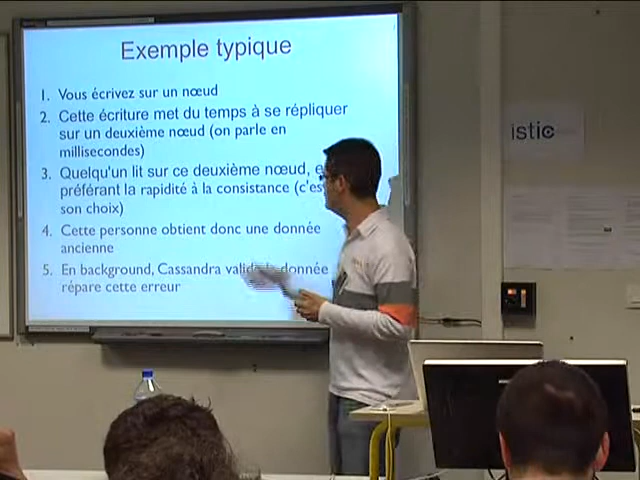 Exemple typique
1. Vous écrivez sur un nœud
2. Cette écriture met du temps à se répliquer
sur un deuxième nœud (on parle en
millisecondes)
3. Quelqu'un lit sur ce deuxième nœud, e
préférant la rapidité à la consistance (c'es
son choix)
4. Cette personne obtient donc une donnée
ancienne
5. En background, Cassandra valide donnée
répare cette erreur
istic